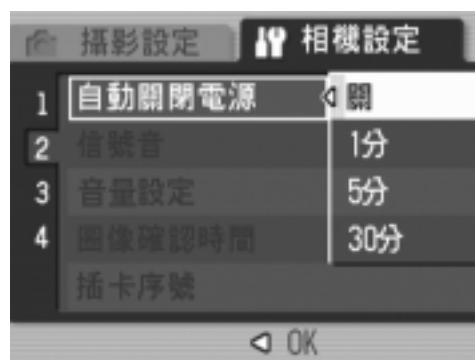 攝影設定 相機設定
1 自動關閉電源 關
2 信號音 1分
3 音量設定 5分
4 圖像確認時間 30分
插卡序號
OK